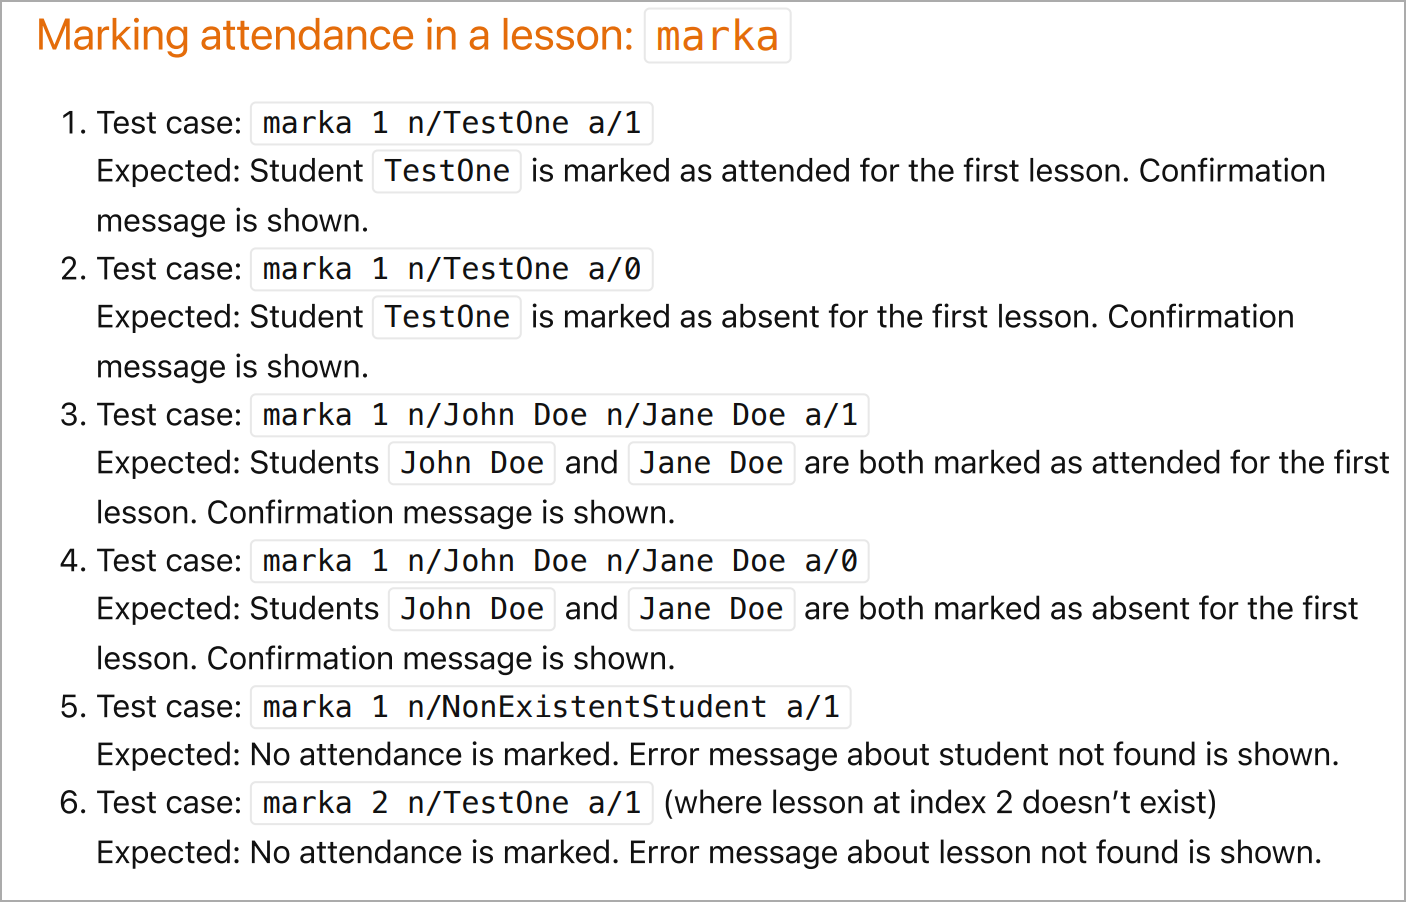 Marking attendance in a lesson: marka
1. Test case: marka 1 n/TestOne a/1
Expected: Student TestOne is marked as attended for the first lesson. Confirmation
message is shown.
2. Test case: marka 1 n/TestOne a/0
Expected: Student TestOne is marked as absent for the first lesson. Confirmation
message is shown.
3. Test case: marka 1 n/John Doe n/Jane Doe a/1
Expected: Students John Doe and Jane Doe are both marked as attended for the first
lesson. Confirmation message is shown.
4. Test case: marka 1 n/John Doe n/Jane Doe a/0
Expected: Students John Doe and Jane Doe are both marked as absent for the first
lesson. Confirmation message is shown.
5. Test case: marka 1 n/NonExistentStudent a/1
Expected: No attendance is marked. Error message about student not found is shown.
6. Test case: marka 2 n/TestOne a/1 (where lesson at index 2 doesn’t exist)
Expected: No attendance is marked. Error message about lesson not found is shown.